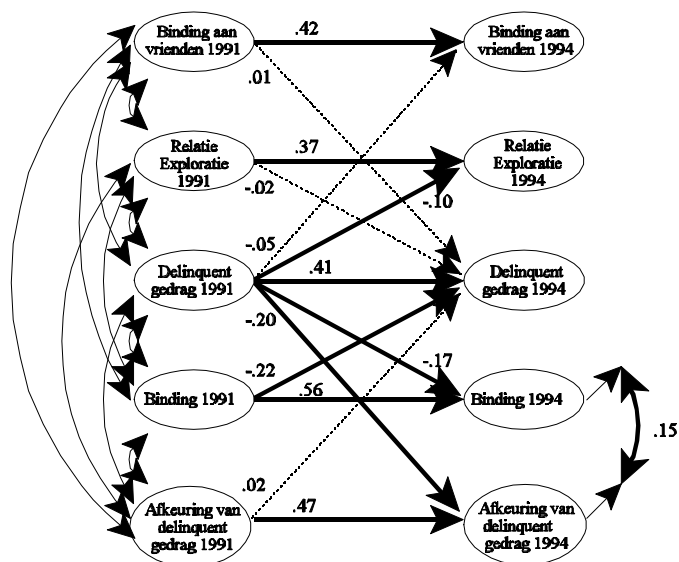 Binding aan
vrienden 1991
.42
Binding aan
vrienden 1994
.01
Relatie
Exploratie
1991
.37
-.02
Relatie
Exploratie
1994
-.10
-.05
Delinquent
gedrag 1991
.41
Delinquent
gedrag 1994
-.20
-.22
-.17
Binding 1991
.56
Binding 1994
.15
.02
Afkeuring van
delinquent
gedrag 1991
.47
Afkeuring van
delinquent
gedrag 1994